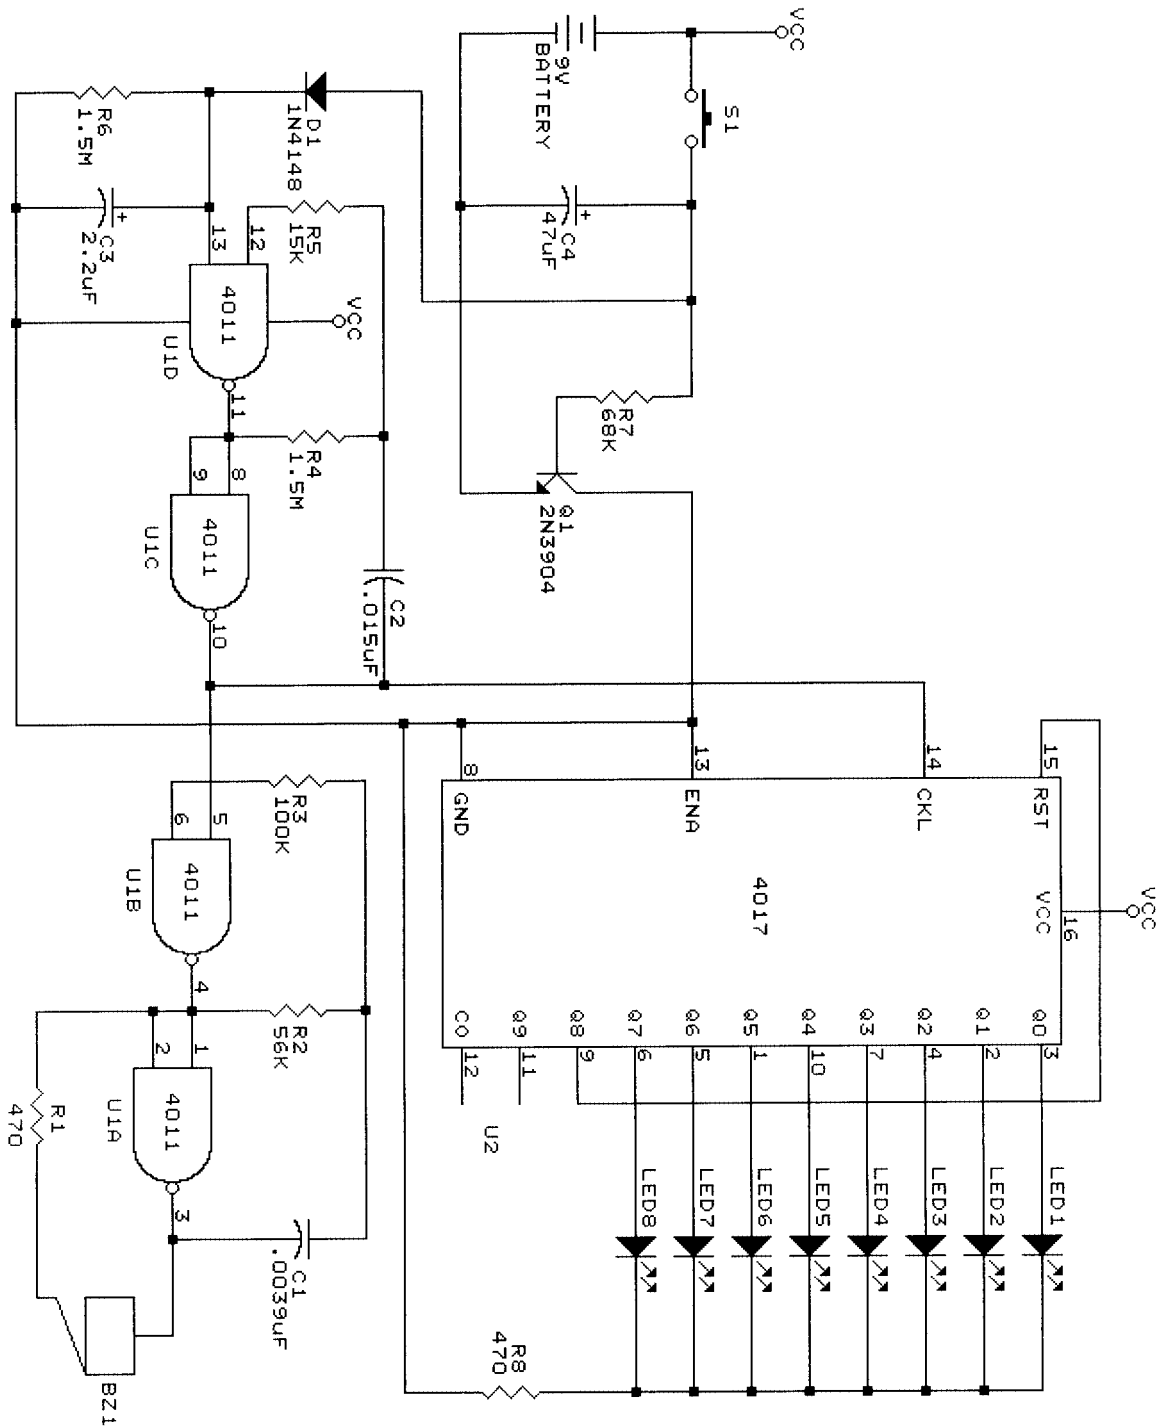 VCC
S1
9V
BATTERY
C4
47uF
R7
68K
Q1
2N3904
D1
1N4148
R6
1.5M
C3
2.2uF
13
12
R5
15K
4011
U1D
VCC
11
R4
1.5M
9
8
4011
U1C
10
C2
.015uF
8
GND
13
ENA
14
CKL
15
RST
VCC
16
VCC
4017
U2
Q0
3
Q1
2
Q2
4
Q3
7
Q4
10
Q5
1
Q6
5
Q7
6
Q8
9
Q9
11
CO
12
LED1
LED2
LED3
LED4
LED5
LED6
LED7
LED8
R8
470
R3
100K
6
5
4011
U1B
4
R2
56K
2
1
4011
U1A
3
R1
470
C1
.0039uF
BZ1
+
+